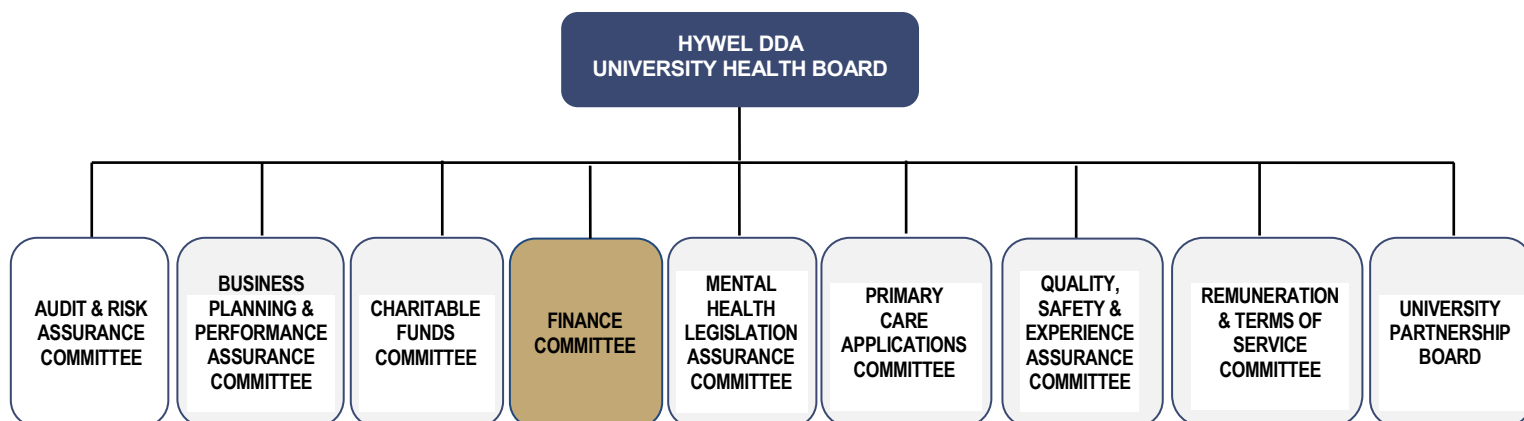 HYWEL DDA
UNIVERSITY HEALTH BOARD
AUDIT & RISK
ASSURANCE
COMMITTEE
BUSINESS
PLANNING &
PERFORMANCE
ASSURANCE
COMMITTEE
CHARITABLE
FUNDS
COMMITTEE
FINANCE
COMMITTEE
MENTAL
HEALTH
LEGISLATION
ASSURANCE
COMMITTEE
PRIMARY
CARE
APPLICATIONS
COMMITTEE
QUALITY,
SAFETY &
EXPERIENCE
ASSURANCE
COMMITTEE
REMUNERATION
& TERMS OF
SERVICE
COMMITTEE
UNIVERSITY
PARTNERSHIP
BOARD